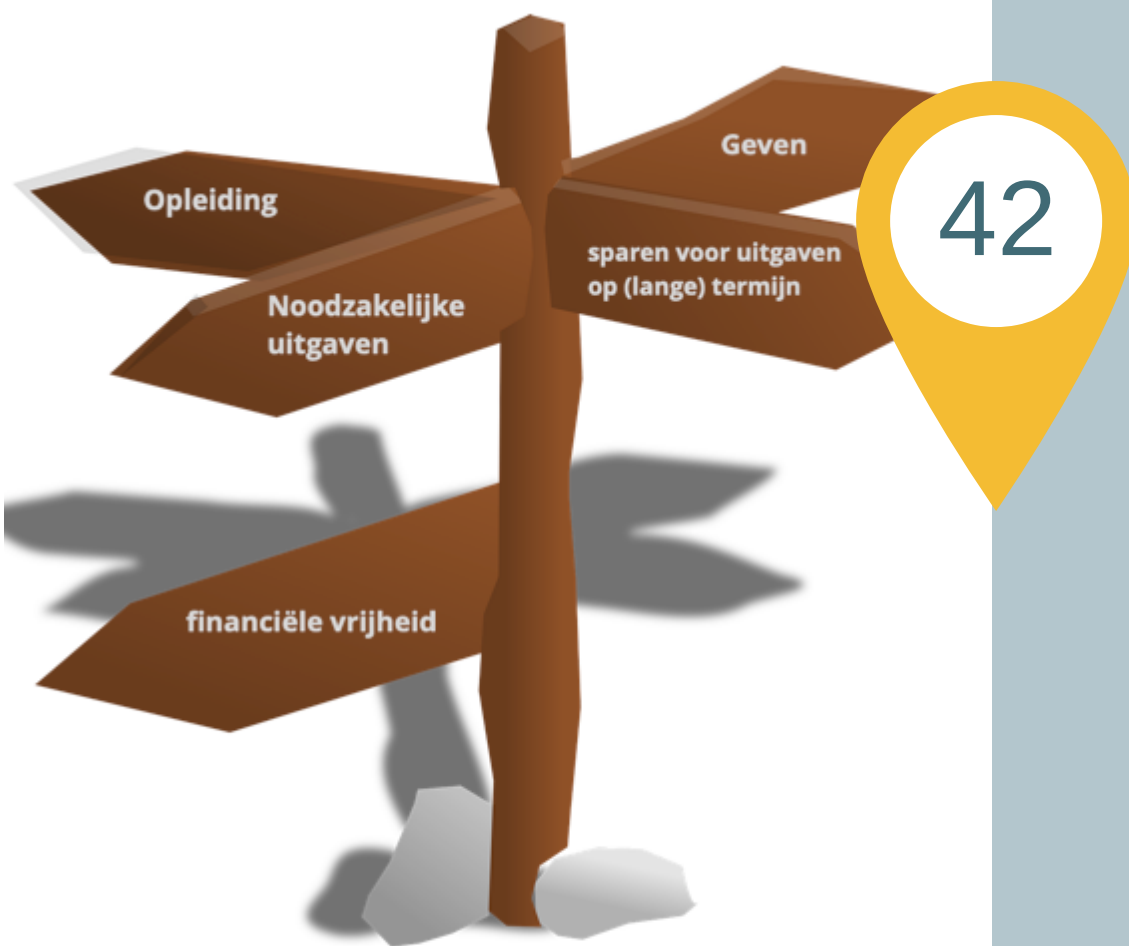 Geven
42
Opleiding
sparen voor uitgaven
op (lange) termijn
Noodzakelijke
uitgaven
financiële vrijheid